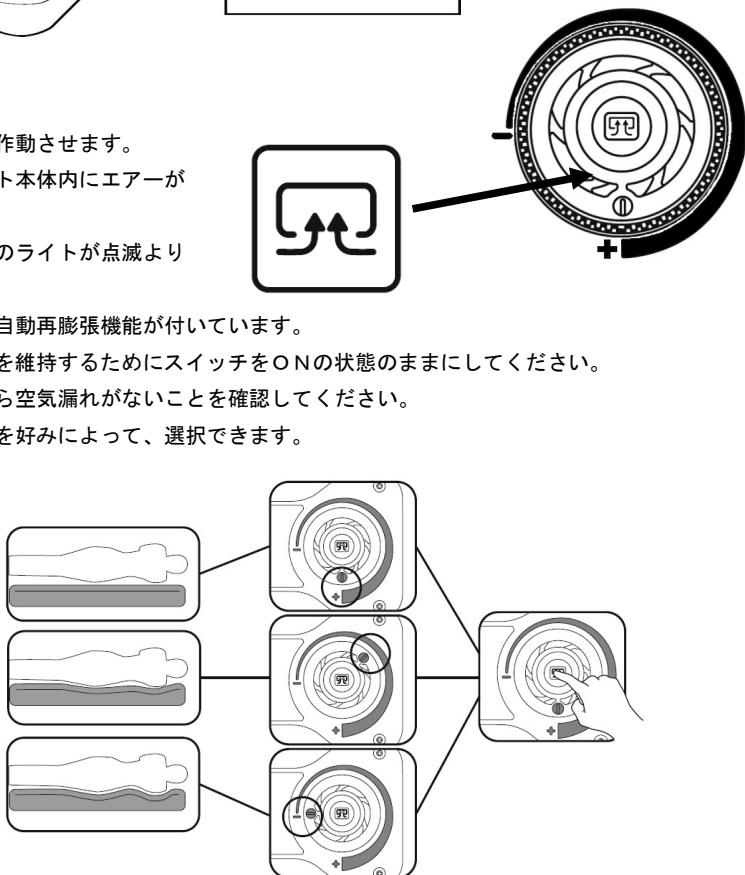 作動させます。
ト本体内にエアーが
のライトが点滅より
自動再膨張機能が付いています。
を維持するためにスイッチをＯＮの状態のままにしてください。
ら空気漏れがないことを確認してください。
を好みによって、選択できます。